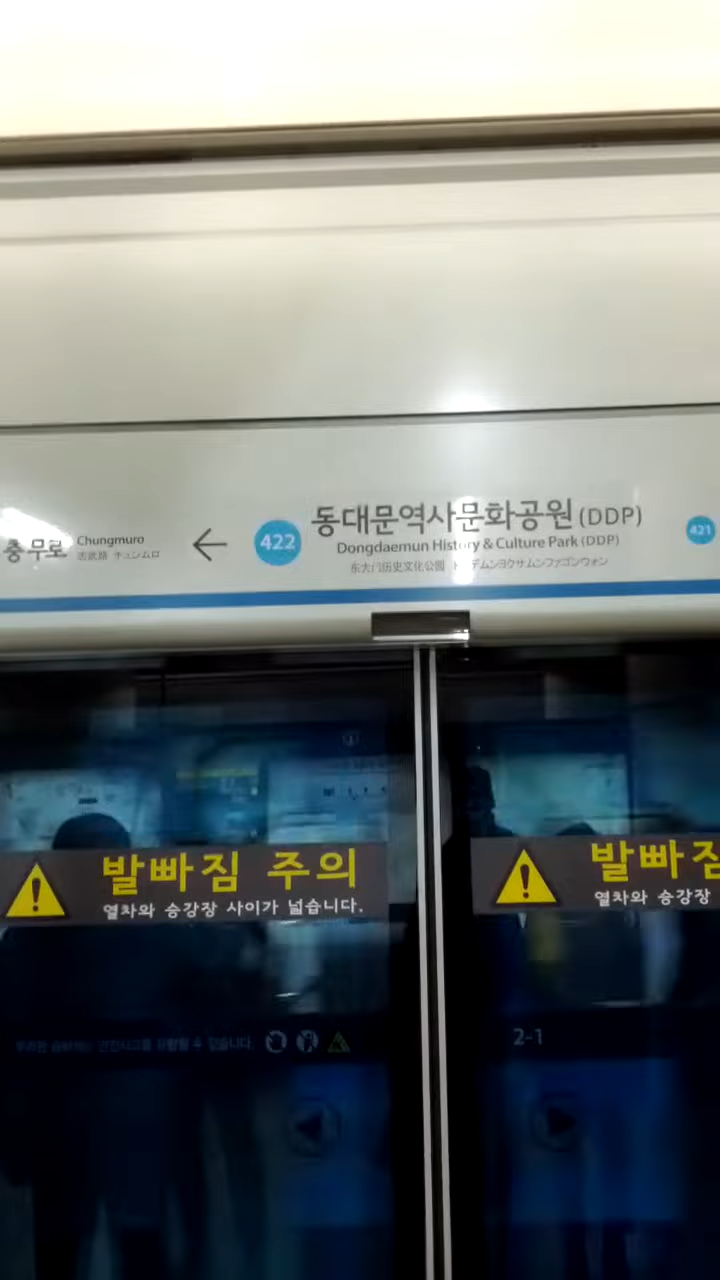 충무로
Chungmuro
忠武路 チュンムロ
←
422
동대문역사문화공원 (DDP)
Dongdaemun History & Culture Park (DDP)
东大门历史文化公園
421
발빠짐 주의
열차와 승강장 사이가 넓습니다.
발빠짐
열차와 승강장
2-1